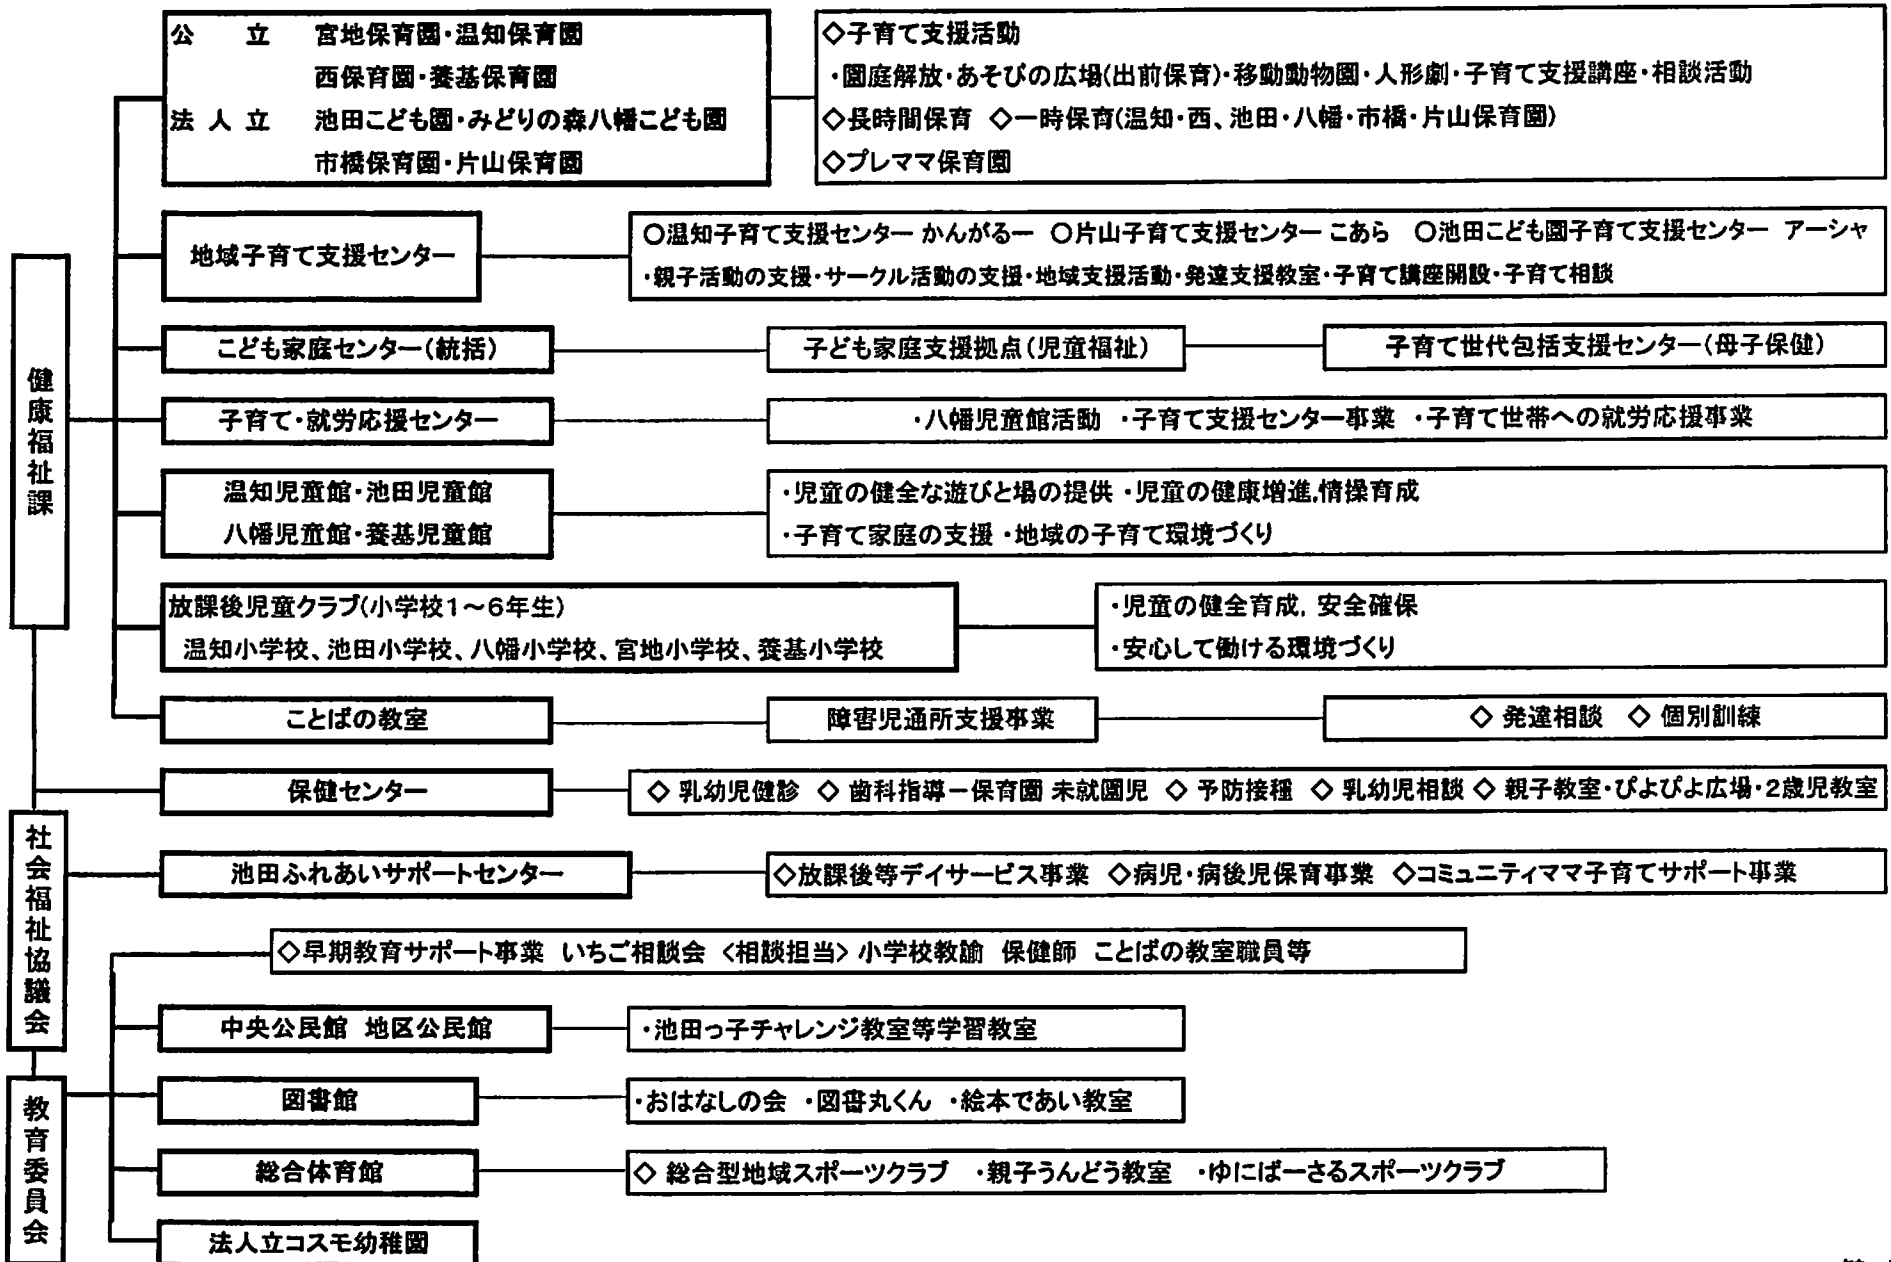 公　立　宮地保育園・温知保育園
西保育園・養基保育園
法人立　池田こども園・みどりの森八幡こども園
市橋保育園・片山保育園
◇子育て支援活動
・園庭解放・あそびの広場(出前保育)・移動動物園・人形劇・子育て支援講座・相談活動
◇長時間保育 ◇一時保育(温知・西、池田・八幡・市橋・片山保育園)
◇プレママ保育園
地域子育て支援センター
○温知子育て支援センター かんがるー ○片山子育て支援センター こあら ○池田こども園子育て支援センター アーシャ
・親子活動の支援・サークル活動の支援・地域支援活動・発達支援教室・子育て講座開設・子育て相談
健康福祉課
こども家庭センター(統括)
子ども家庭支援拠点(児童福祉)
子育て世代包括支援センター(母子保健)
子育て・就労応援センター
・八幡児童館活動 ・子育て支援センター事業 ・子育て世帯への就労応援事業
温知児童館・池田児童館
八幡児童館・養基児童館
・児童の健全な遊びと場の提供 ・児童の健康増進,情操育成
・子育て家庭の支援 ・地域の子育て環境づくり
放課後児童クラブ(小学校1～6年生)
温知小学校、池田小学校、八幡小学校、宮地小学校、養基小学校
・児童の健全育成, 安全確保
・安心して働ける環境づくり
ことばの教室
障害児通所支援事業
◇ 発達相談 ◇ 個別訓練
保健センター
◇ 乳幼児健診 ◇ 歯科指導－保育園 未就園児 ◇ 予防接種 ◇ 乳幼児相談 ◇ 親子教室・ぴよぴよ広場・2歳児教室
社会福祉協議会
池田ふれあいサポートセンター
◇放課後等デイサービス事業 ◇病児・病後児保育事業 ◇コミュニティママ子育てサポート事業
◇早期教育サポート事業 いちご相談会 <相談担当> 小学校教諭 保健師 ことばの教室職員等
中央公民館 地区公民館
・池田っ子チャレンジ教室等学習教室
教育委員会
図書館
・おはなしの会 ・図書丸くん ・絵本であい教室
総合体育館
◇ 総合型地域スポーツクラブ ・親子うんどう教室 ・ゆにばーさるスポーツクラブ
法人立コスモ幼稚園